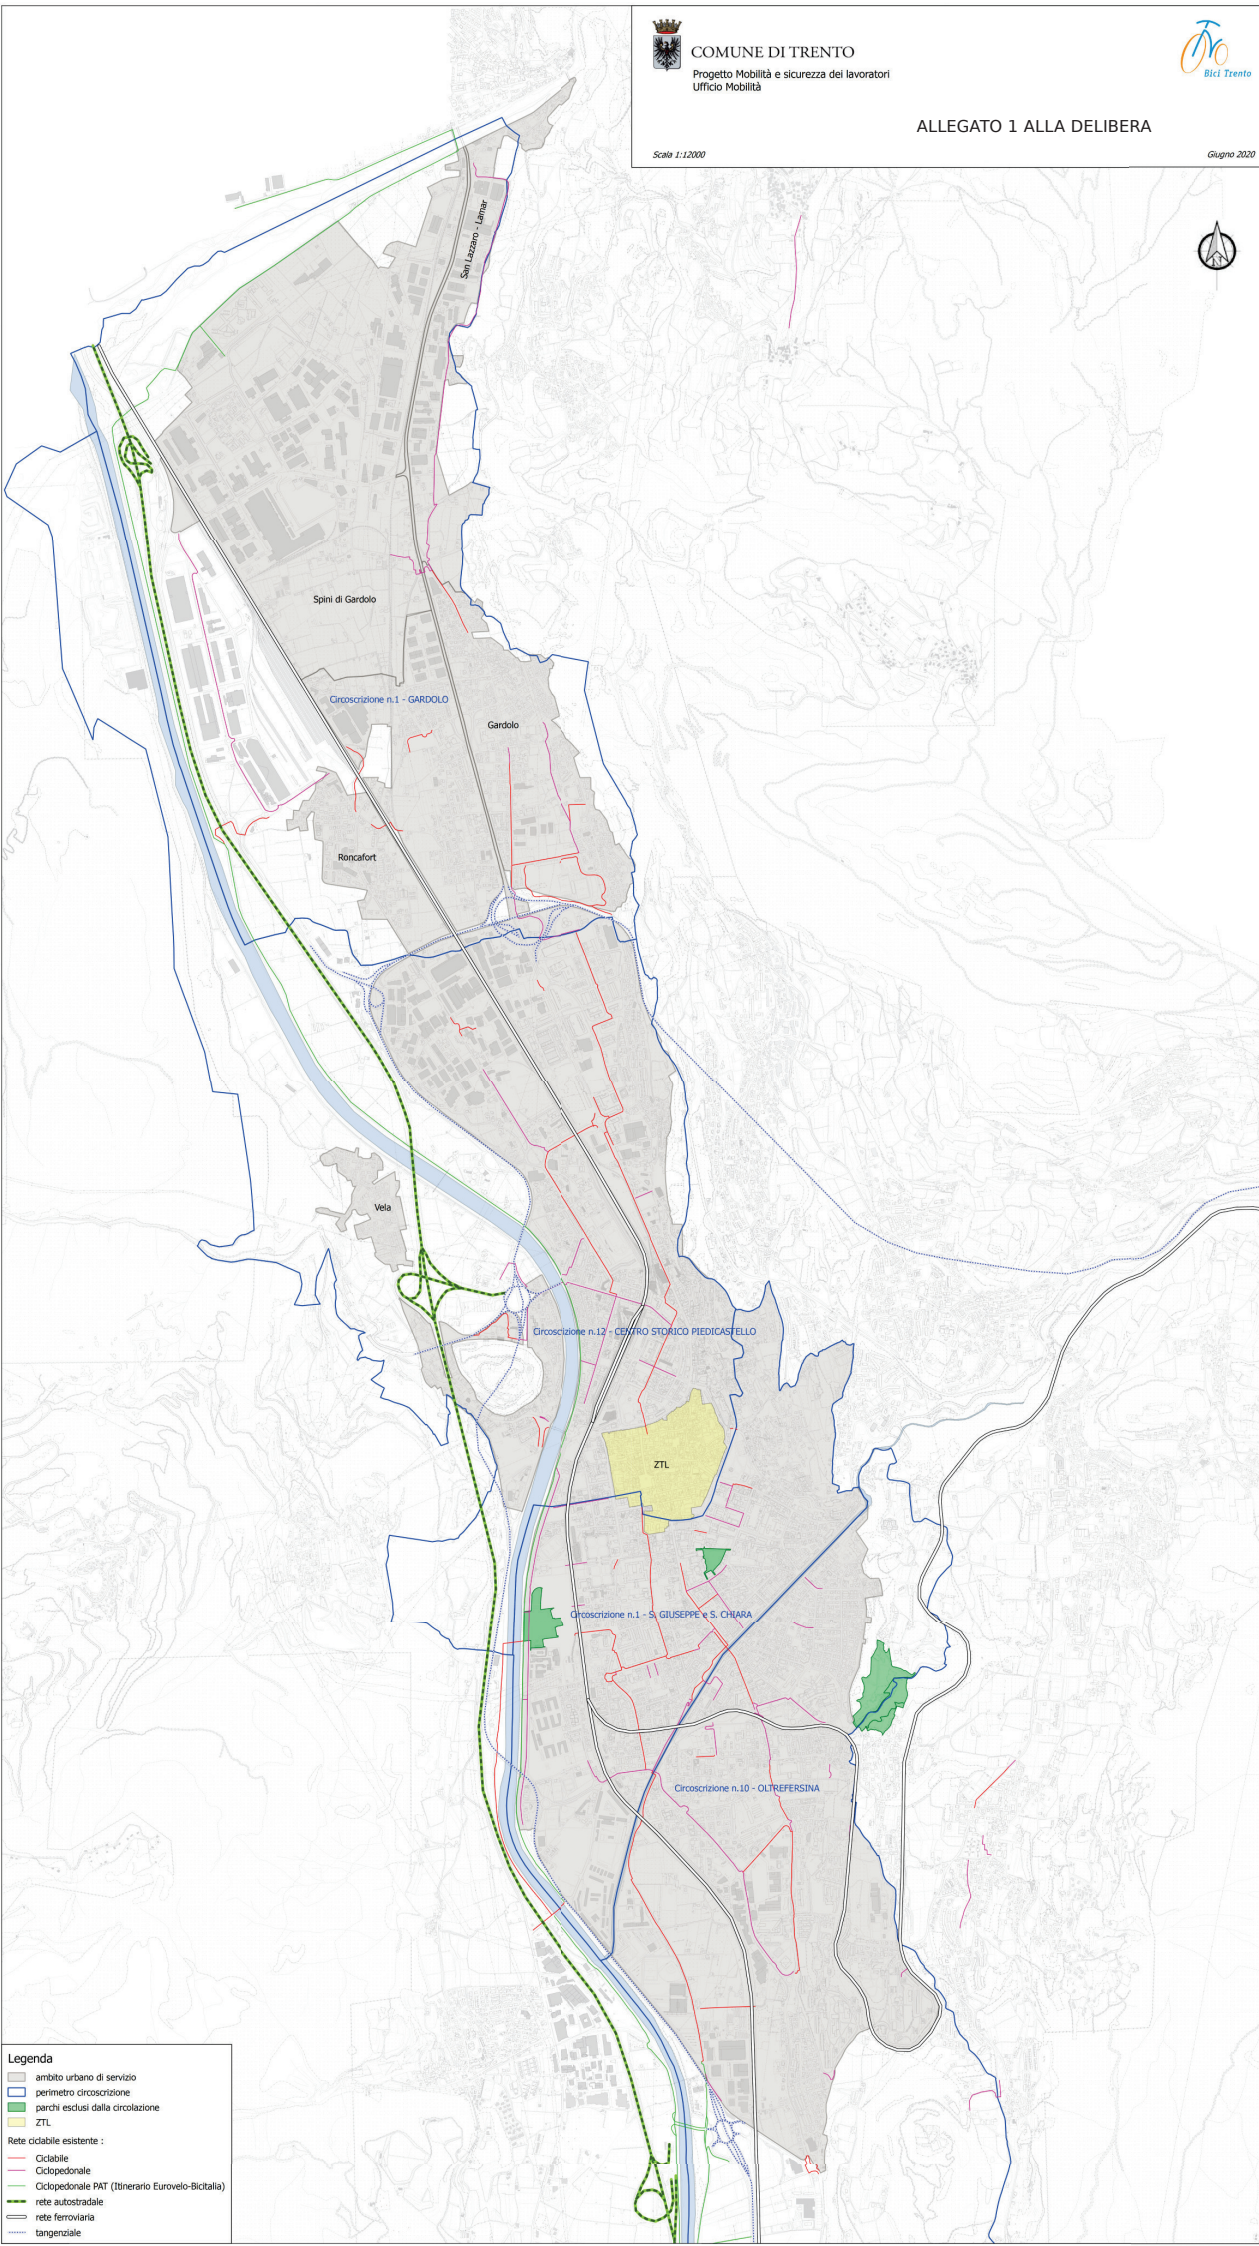 COMUNE DI TRENTO
Progetto Mobilità e sicurezza dei lavoratori
Ufficio Mobilità
Bici Trento
ALLEGATO 1 ALLA DELIBERA
Scala 1:12000
Giugno 2020
N
San Lazzaro - Lamar
Spini di Gardolo
Circoscrizione n.1 - GARDOLO
Gardolo
Roncafort
Vela
Circoscizione n.12 - CENTRO STORICO PIEDICASTELLO
ZTL
Circoscrizione n.1 - S. GIUSEPPE e S. CHIARA
Circoscrizione n.10 - OLTREFERSINA
Legenda
ambito urbano di servizio
perimetro circoscrizione
parchi esclusi dalla circolazione
ZTL
Rete ciclabile esistente :
Ciclabile
Ciclopedonale
Ciclopedonale PAT (Itinerario Eurovelo-Bicitalia)
rete autostradale
rete ferroviaria
tangenziale